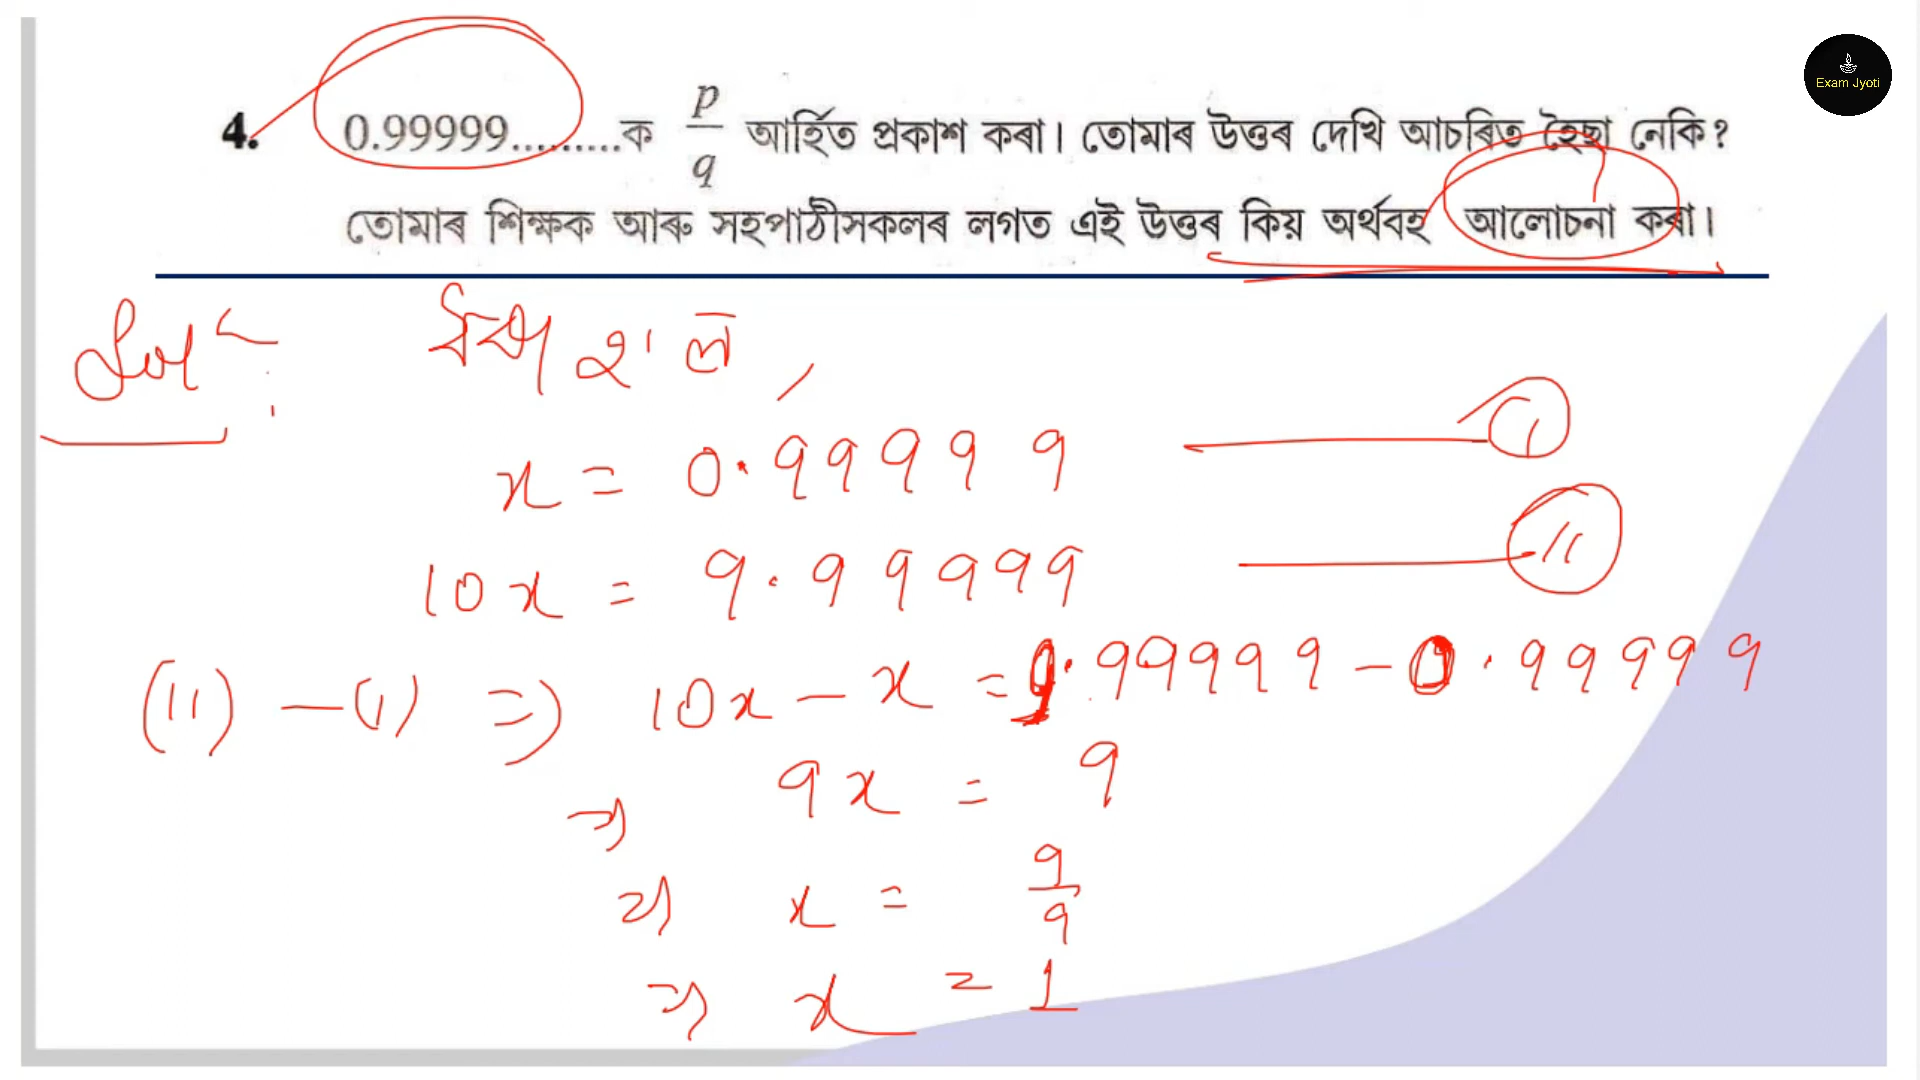 Exam Jyoti
4. 0.99999.........ক p/q আৰ্হিত প্ৰকাশ কৰা। তোমাৰ উত্তৰ দেখি আচৰিত হৈছা নেকি?
তোমাৰ শিক্ষক আৰু সহপাঠীসকলৰ লগত এই উত্তৰ কিয় অৰ্থবহ আলোচনা কৰা।
Solⁿ: ধৰা হ'ল,
x = 0.99999 (I)
10x = 9.99999 (II)
(II) - (I) => 10x - x = 9.99999 - 0.99999
=> 9x = 9
=> x = 9/9
=> x = 1